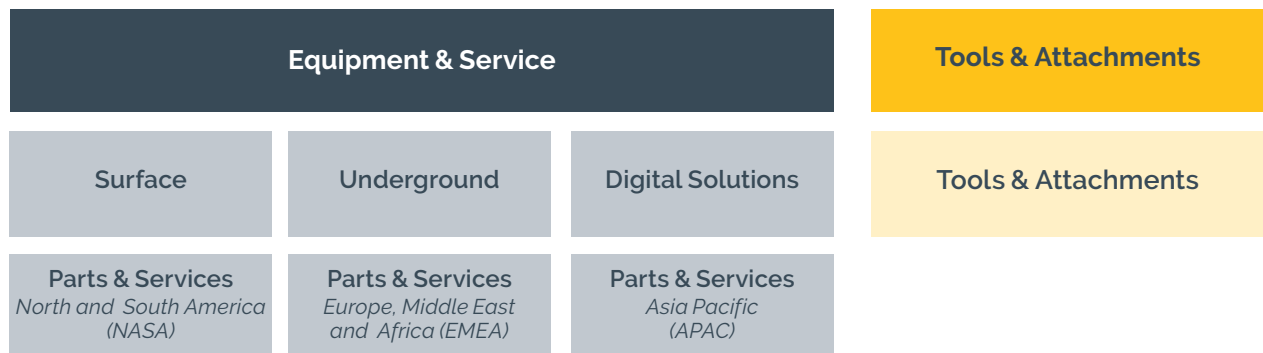 Equipment & Service
Tools & Attachments
Surface
Underground
Digital Solutions
Tools & Attachments
Parts & Services
North and South America
(NASA)
Parts & Services
Europe, Middle East
and Africa (EMEA)
Parts & Services
Asia Pacific
(APAC)